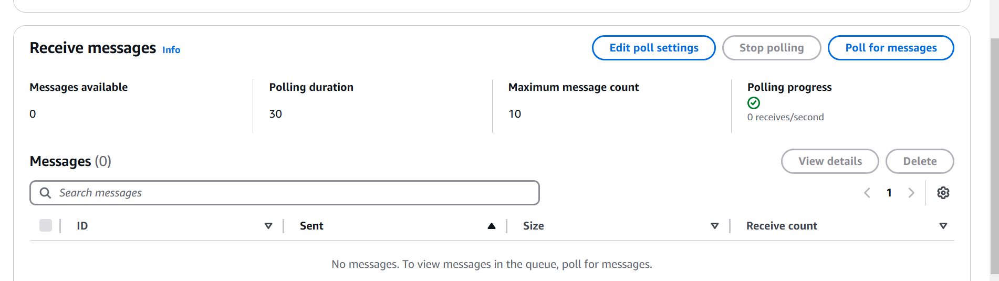 Receive messages Info
Edit poll settings
Stop polling
Poll for messages
Messages available
0
Polling duration
30
Maximum message count
10
Polling progress
0 receives/second
Messages (0)
View details
Delete
Search messages
1
ID
Sent
Size
Receive count
No messages. To view messages in the queue, poll for messages.